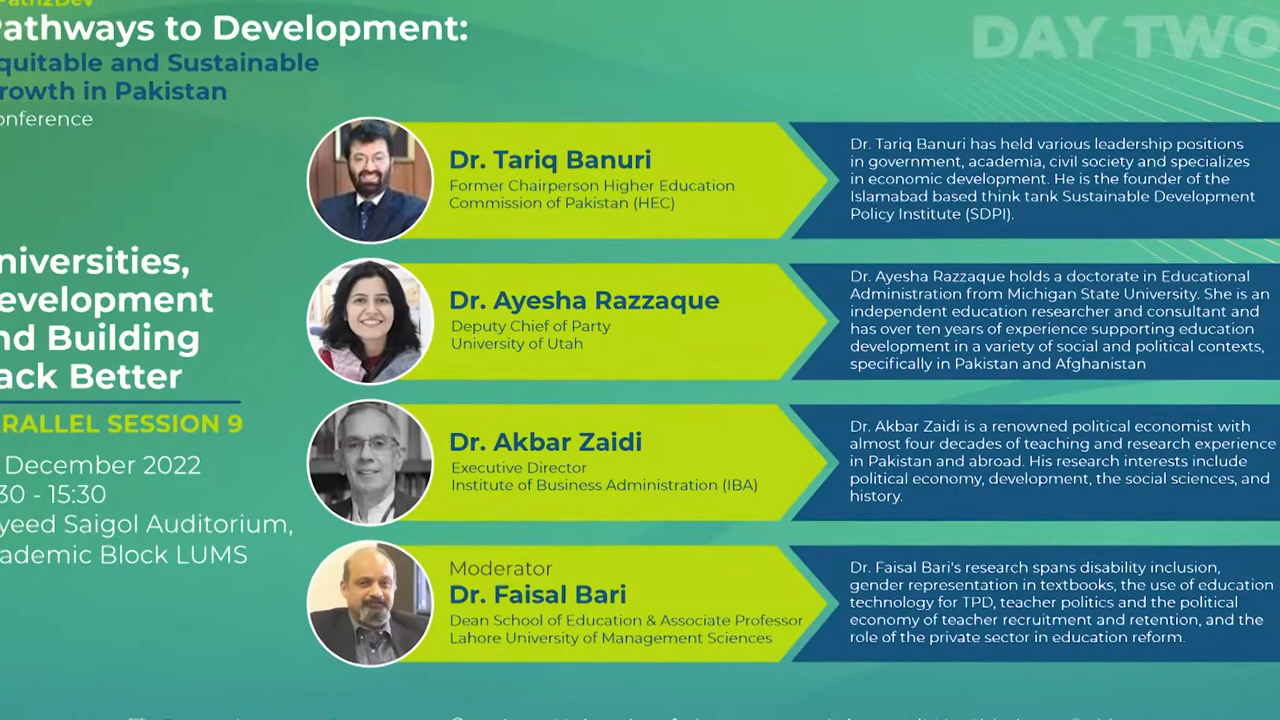 Path2Dev
athways to Development:
quitable and Sustainable
rowth in Pakistan
onference
DAY TWO
niversities,
evelopment
nd Building
ack Better
RALLEL SESSION 9
December 2022
30 - 15:30
yeed Saigol Auditorium,
ademic Block LUMS
Dr. Tariq Banuri
Former Chairperson Higher Education
Commission of Pakistan (HEC)
Dr. Tariq Banuri has held various leadership positions
in government, academia, civil society and specializes
in economic development. He is the founder of the
Islamabad based think tank Sustainable Development
Policy Institute (SDPI).
Dr. Ayesha Razzaque
Deputy Chief of Party
University of Utah
Dr. Ayesha Razzaque holds a doctorate in Educational
Administration from Michigan State University. She is an
independent education researcher and consultant and
has over ten years of experience supporting education
development in a variety of social and political contexts,
specifically in Pakistan and Afghanistan
Dr. Akbar Zaidi
Executive Director
Institute of Business Administration (IBA)
Dr. Akbar Zaidi is a renowned political economist with
almost four decades of teaching and research experience
in Pakistan and abroad. His research interests include
political economy, development, the social sciences, and
history.
Moderator
Dr. Faisal Bari
Dean School of Education & Associate Professor
Lahore University of Management Sciences
Dr. Faisal Bari's research spans disability inclusion,
gender representation in textbooks, the use of education
technology for TPD, teacher politics and the political
economy of teacher recruitment and retention, and the
role of the private sector in education reform.